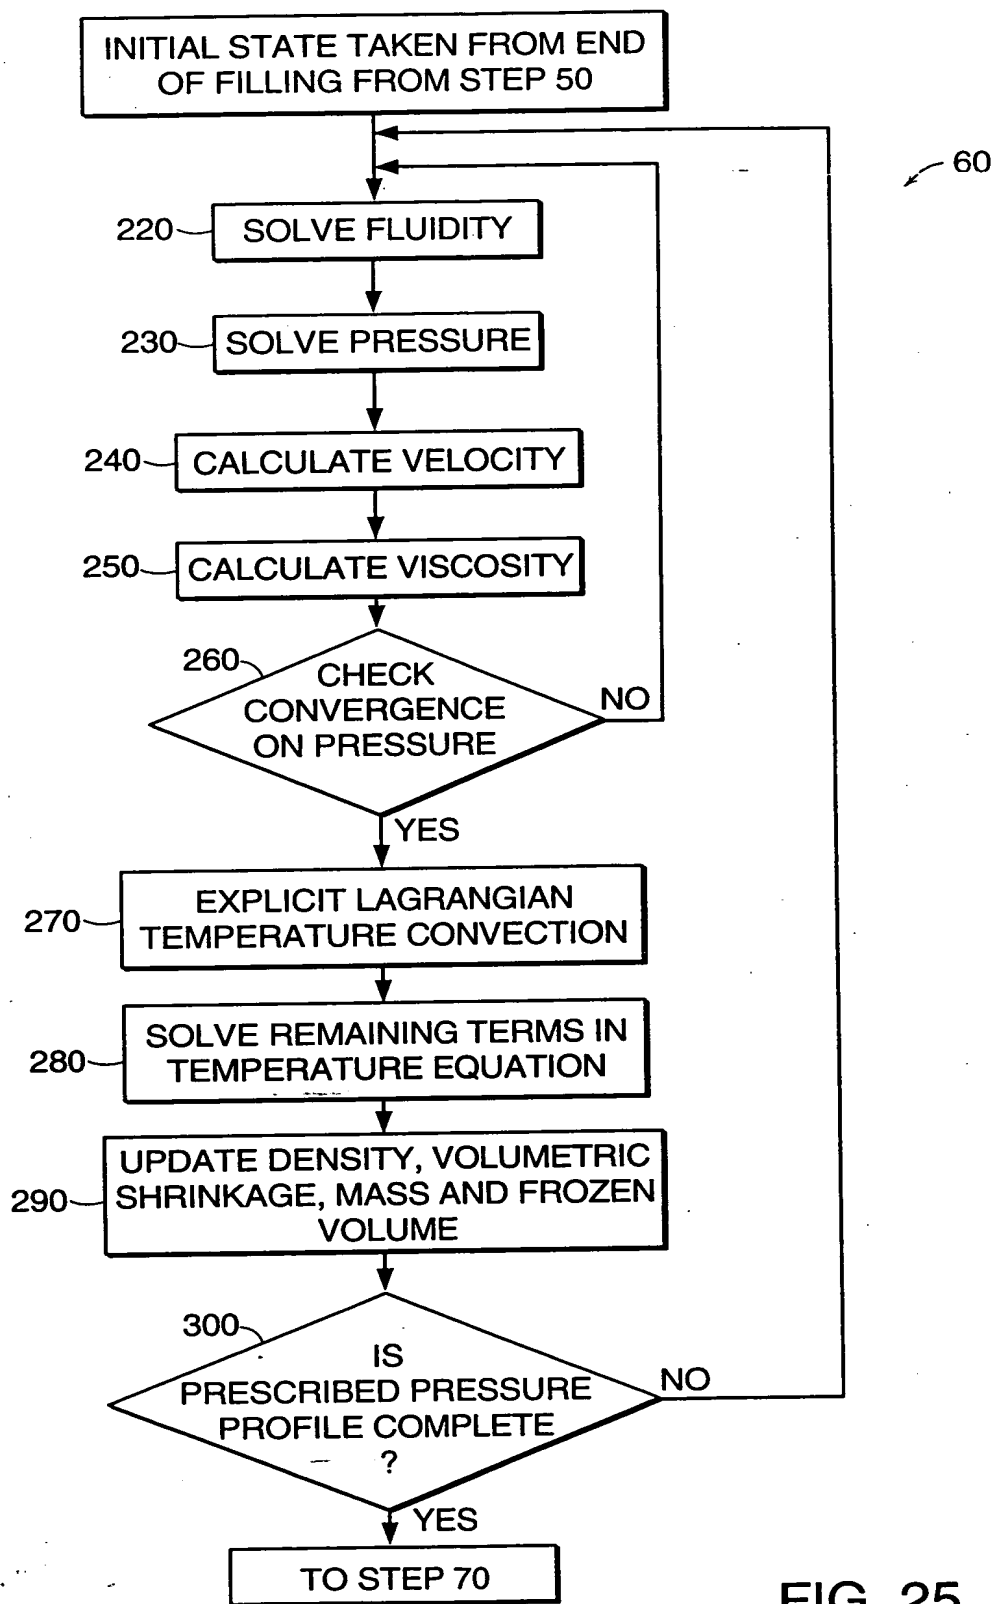 INITIAL STATE TAKEN FROM END
OF FILLING FROM STEP 50
60
220
SOLVE FLUIDITY
230
SOLVE PRESSURE
240
CALCULATE VELOCITY
250
CALCULATE VISCOSITY
260
CHECK
CONVERGENCE
ON PRESSURE
NO
YES
270
EXPLICIT LAGRANGIAN
TEMPERATURE CONVECTION
280
SOLVE REMAINING TERMS IN
TEMPERATURE EQUATION
290
UPDATE DENSITY, VOLUMETRIC
SHRINKAGE, MASS AND FROZEN
VOLUME
300
IS
PRESCRIBED PRESSURE
PROFILE COMPLETE
?
NO
YES
TO STEP 70
FIG. 25